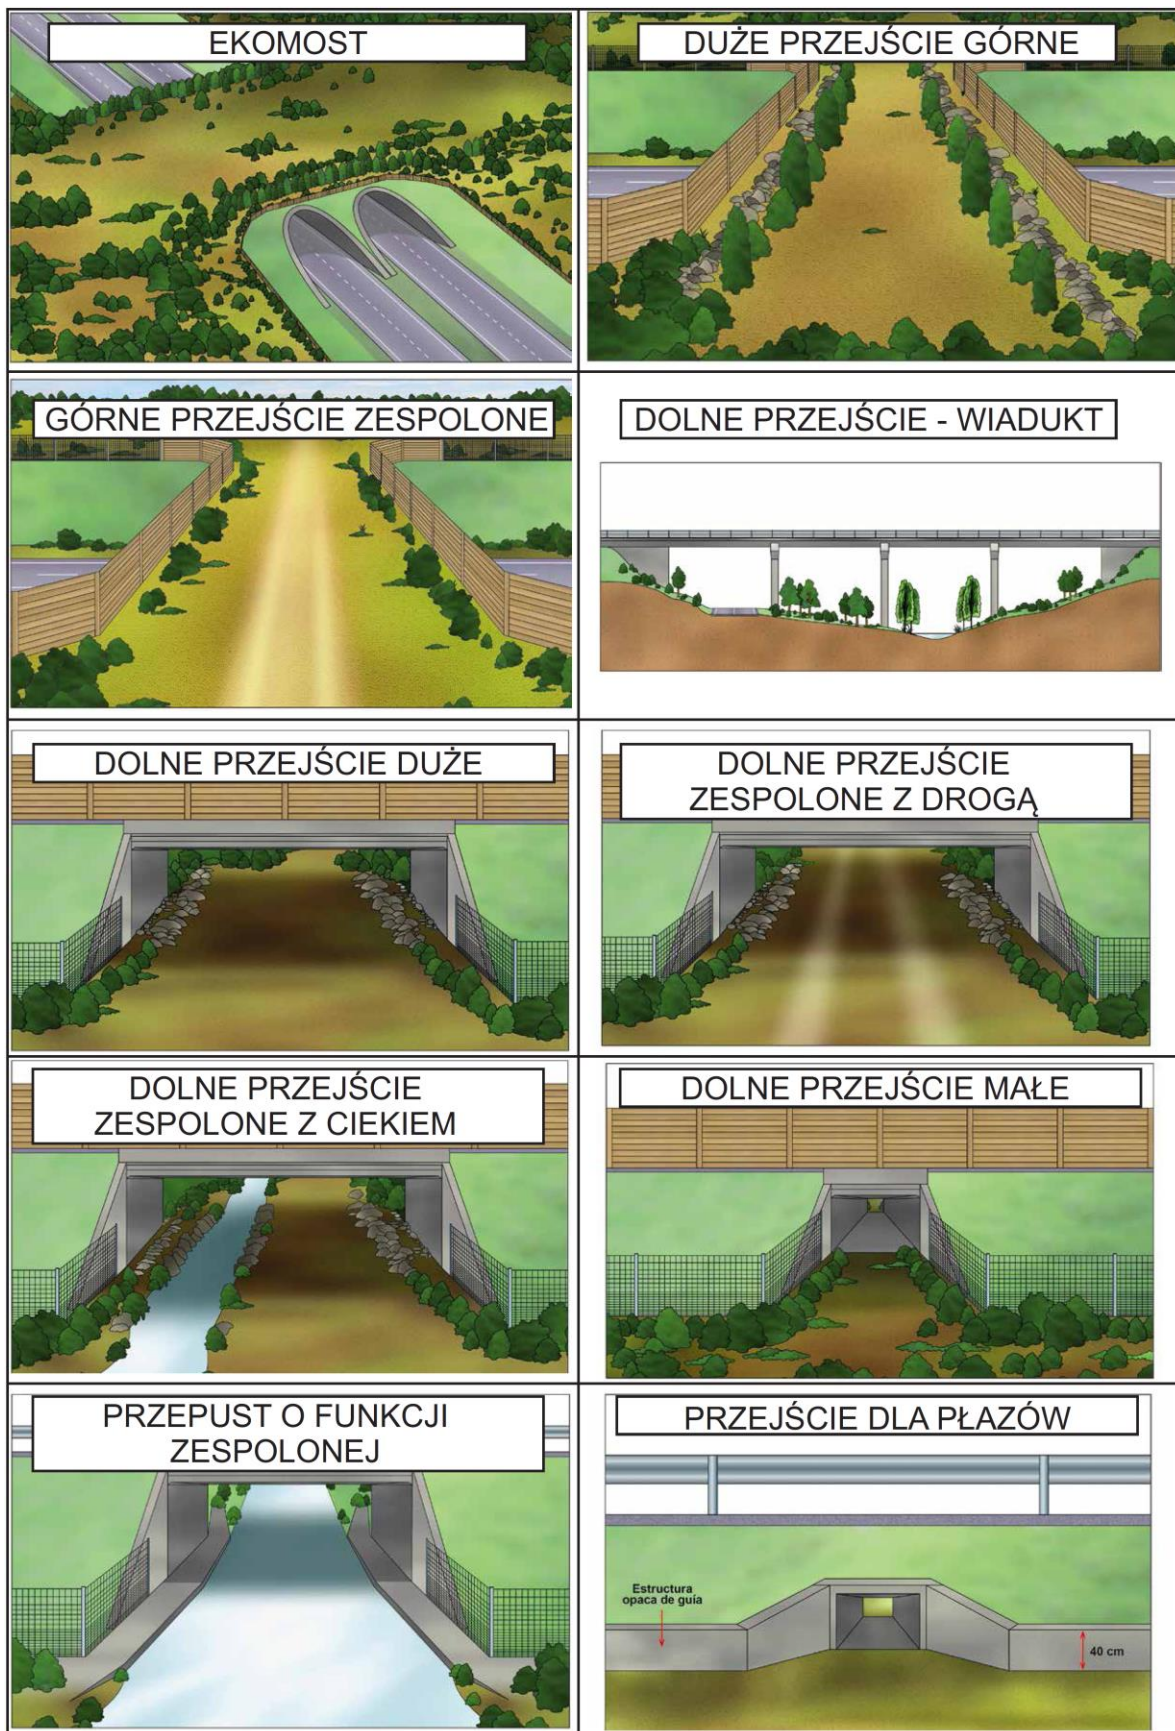 EKOMOST
DUŻE PRZEJŚCIE GÓRNE
GÓRNE PRZEJŚCIE ZESPOLONE
DOLNE PRZEJŚCIE - WIADUKT
DOLNE PRZEJŚCIE DUŻE
DOLNE PRZEJŚCIE
ZESPOLONE Z DROGĄ
DOLNE PRZEJŚCIE
ZESPOLONE Z CIEKIEM
DOLNE PRZEJŚCIE MAŁE
PRZEPUST O FUNKCJI
ZESPOLONEJ
PRZEJŚCIE DLA PŁAZÓW
Estructura
opaca de guía
40 cm